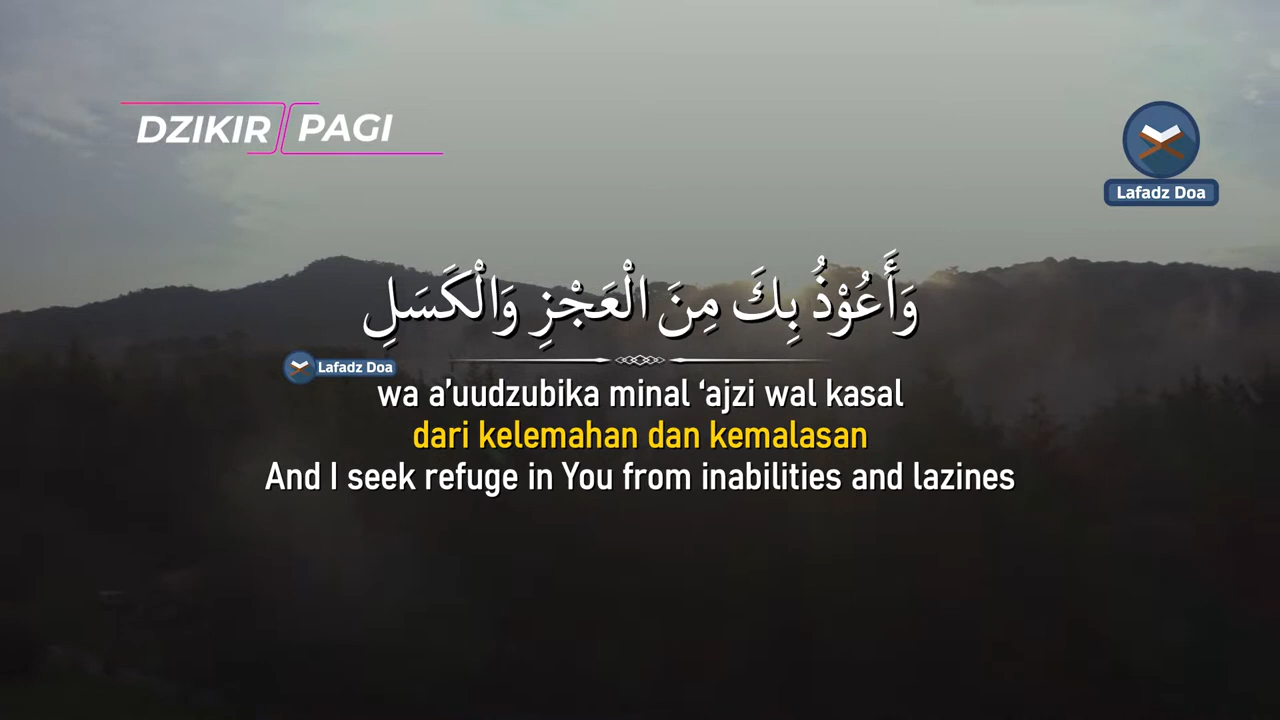 DZIKIR PAGI
Lafadz Doa
وَأَعُوْذُ بِكَ مِنَ الْعَجْزِ وَالْكَسَلِ
Lafadz Doa
wa a’uudzubika minal ‘ajzi wal kasal
dari kelemahan dan kemalasan
And I seek refuge in You from inabilities and lazines